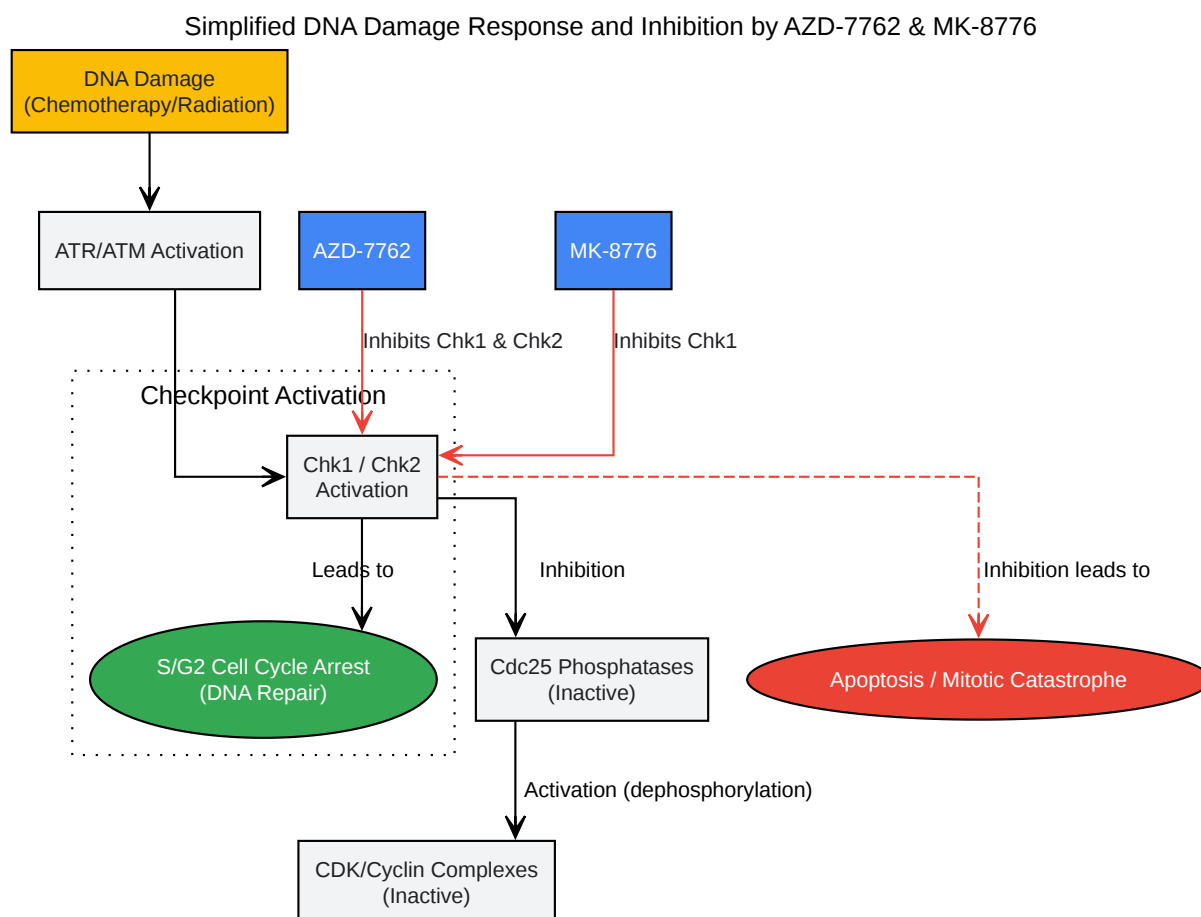 Simplified DNA Damage Response and Inhibition by AZD-7762 & MK-8776
DNA Damage
(Chemotherapy/Radiation)
ATR/ATM Activation
AZD-7762
MK-8776
Inhibits Chk1 & Chk2
Inhibits Chk1
Checkpoint Activation
Chk1 / Chk2
Activation
Leads to
Inhibition
Inhibition leads to
S/G2 Cell Cycle Arrest
(DNA Repair)
Cdc25 Phosphatases
(Inactive)
Apoptosis / Mitotic Catastrophe
Activation (dephosphorylation)
CDK/Cyclin Complexes
(Inactive)